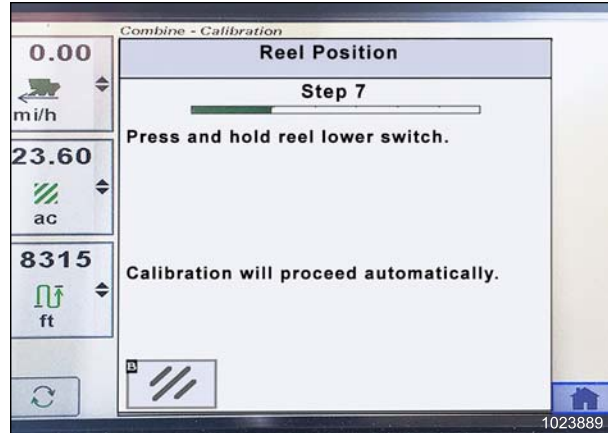 Combine - Calibration
0.00
mi/h
23.60
ac
8315
ft
Reel Position
Step 7
Press and hold reel lower switch.
Calibration will proceed automatically.
B
1023889